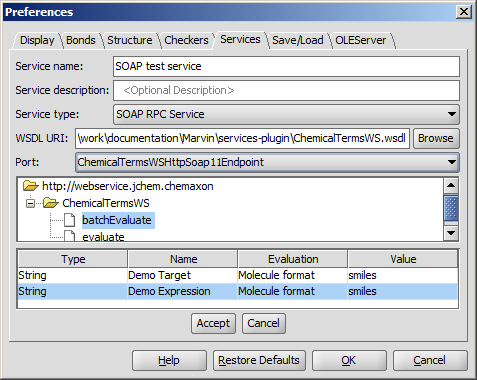 Preferences
Display Bonds Structure Checkers Services Save/Load OLEServer
Service name: SOAP test service
Service description: <Optional Description>
Service type: SOAP RPC Service
WSDL URI: \work\documentation\Marvin\services-plugin\ChemicalTermsWS.wsdl Browse
Port: ChemicalTermsWSHttpSoap11Endpoint
http://webservice.jchem.chemaxon
ChemicalTermsWS
batchEvaluate
evaluate
Type Name Evaluation Value
String Demo Target Molecule format smiles
String Demo Expression Molecule format smiles
Accept Cancel
Help Restore Defaults OK Cancel